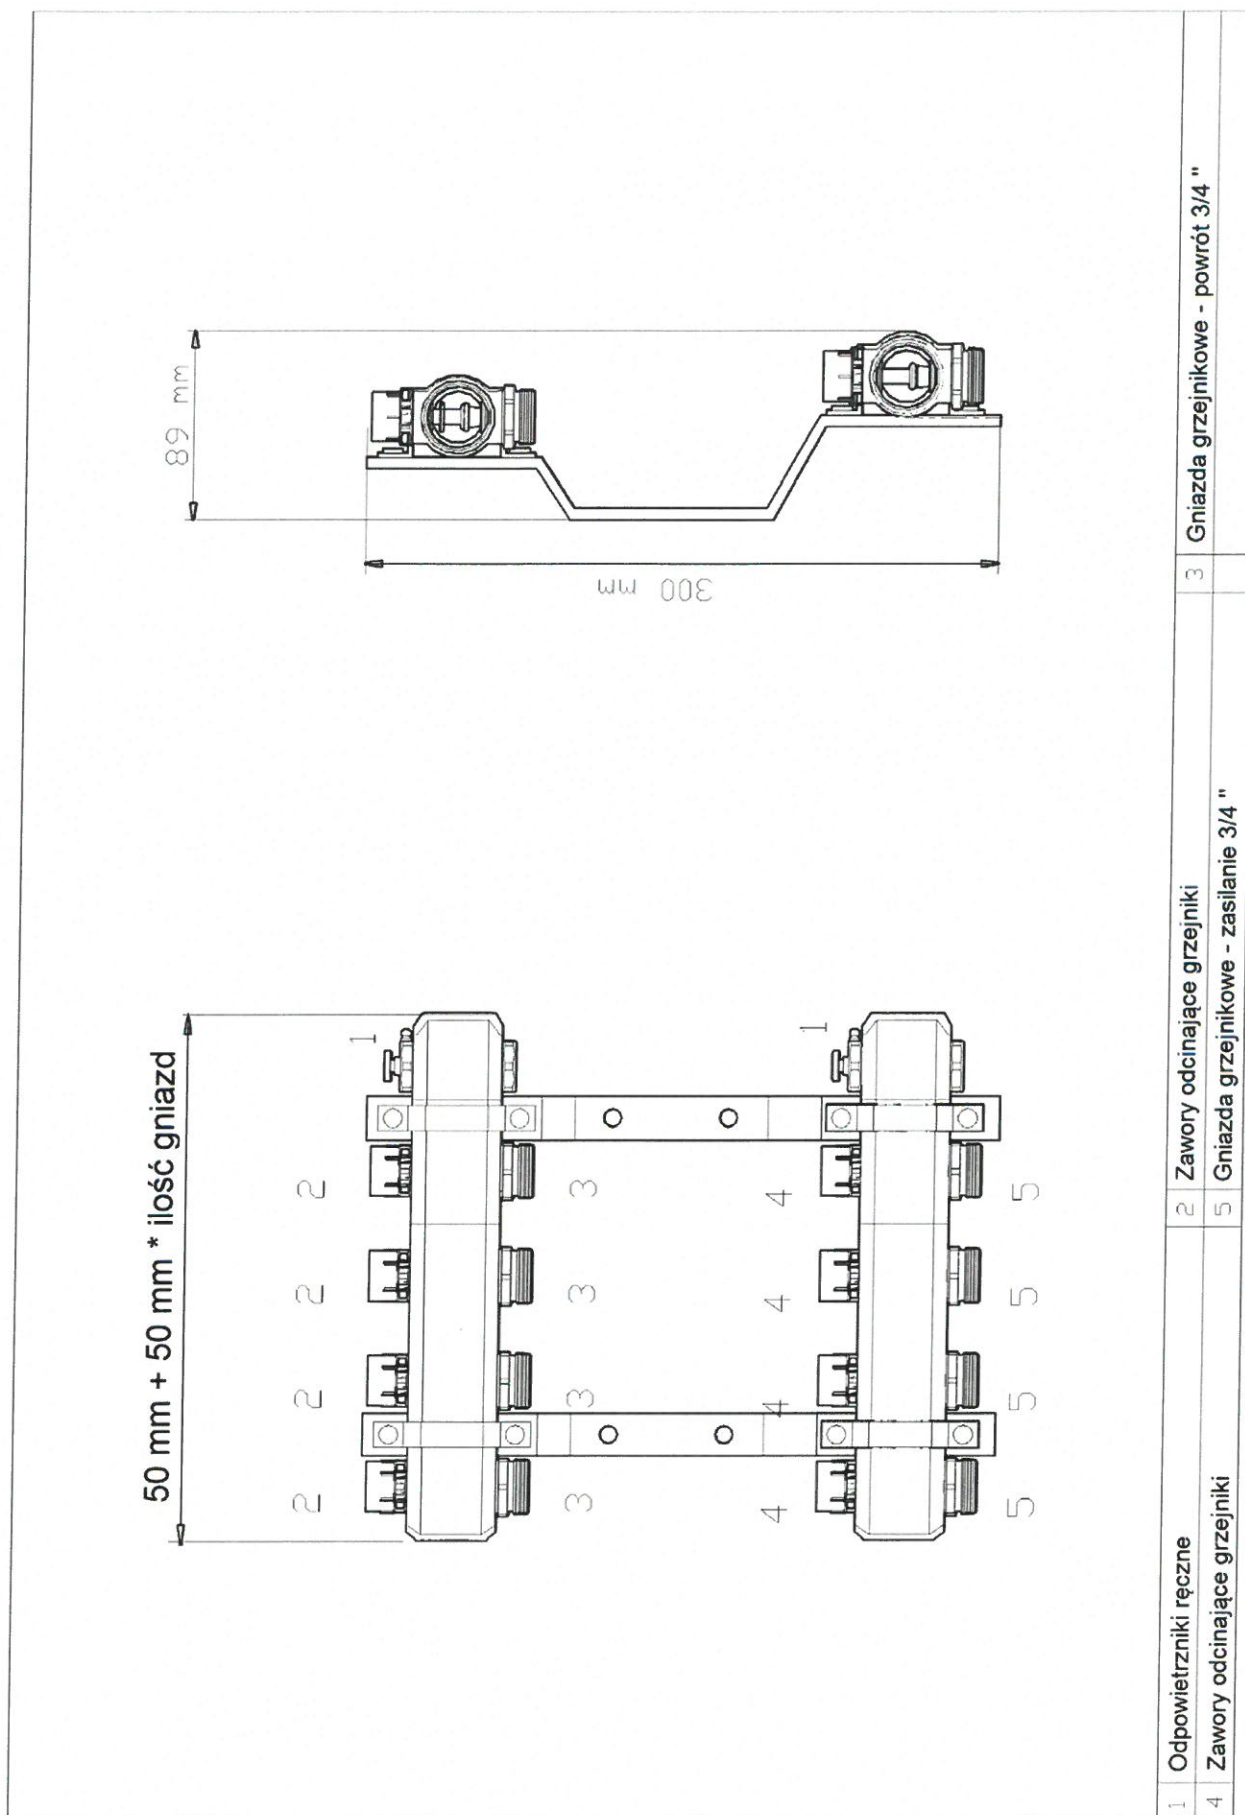 50 mm + 50 mm * ilość gniazd
89 mm
2 2 2 2
1
3 3 3 3
300 mm
4 4 4 4
1
5 5 5 5
1 Odpowietrzniki ręczne 2 Zawory odcinające grzejniki 3 Gniazda grzejnikowe - powrót 3/4 "
4 Zawory odcinające grzejniki 5 Gniazda grzejnikowe - zasilanie 3/4 "